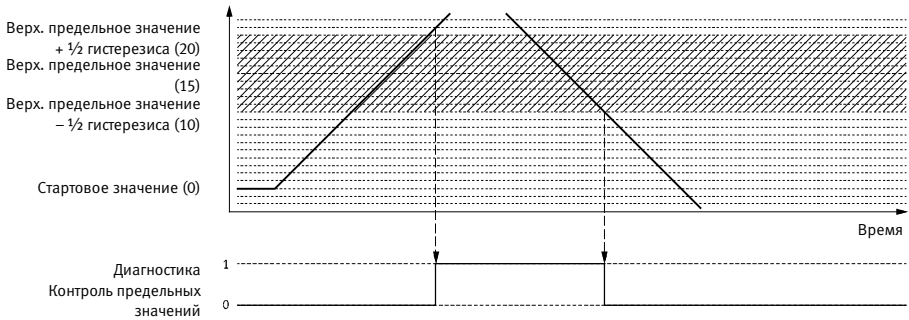 Верх. предельное значение
+ ½ гистерезиса (20)
Верх. предельное значение
(15)
Верх. предельное значение
– ½ гистерезиса (10)
Стартовое значение (0)
Время
Диагностика
Контроль предельных
значений
1
0